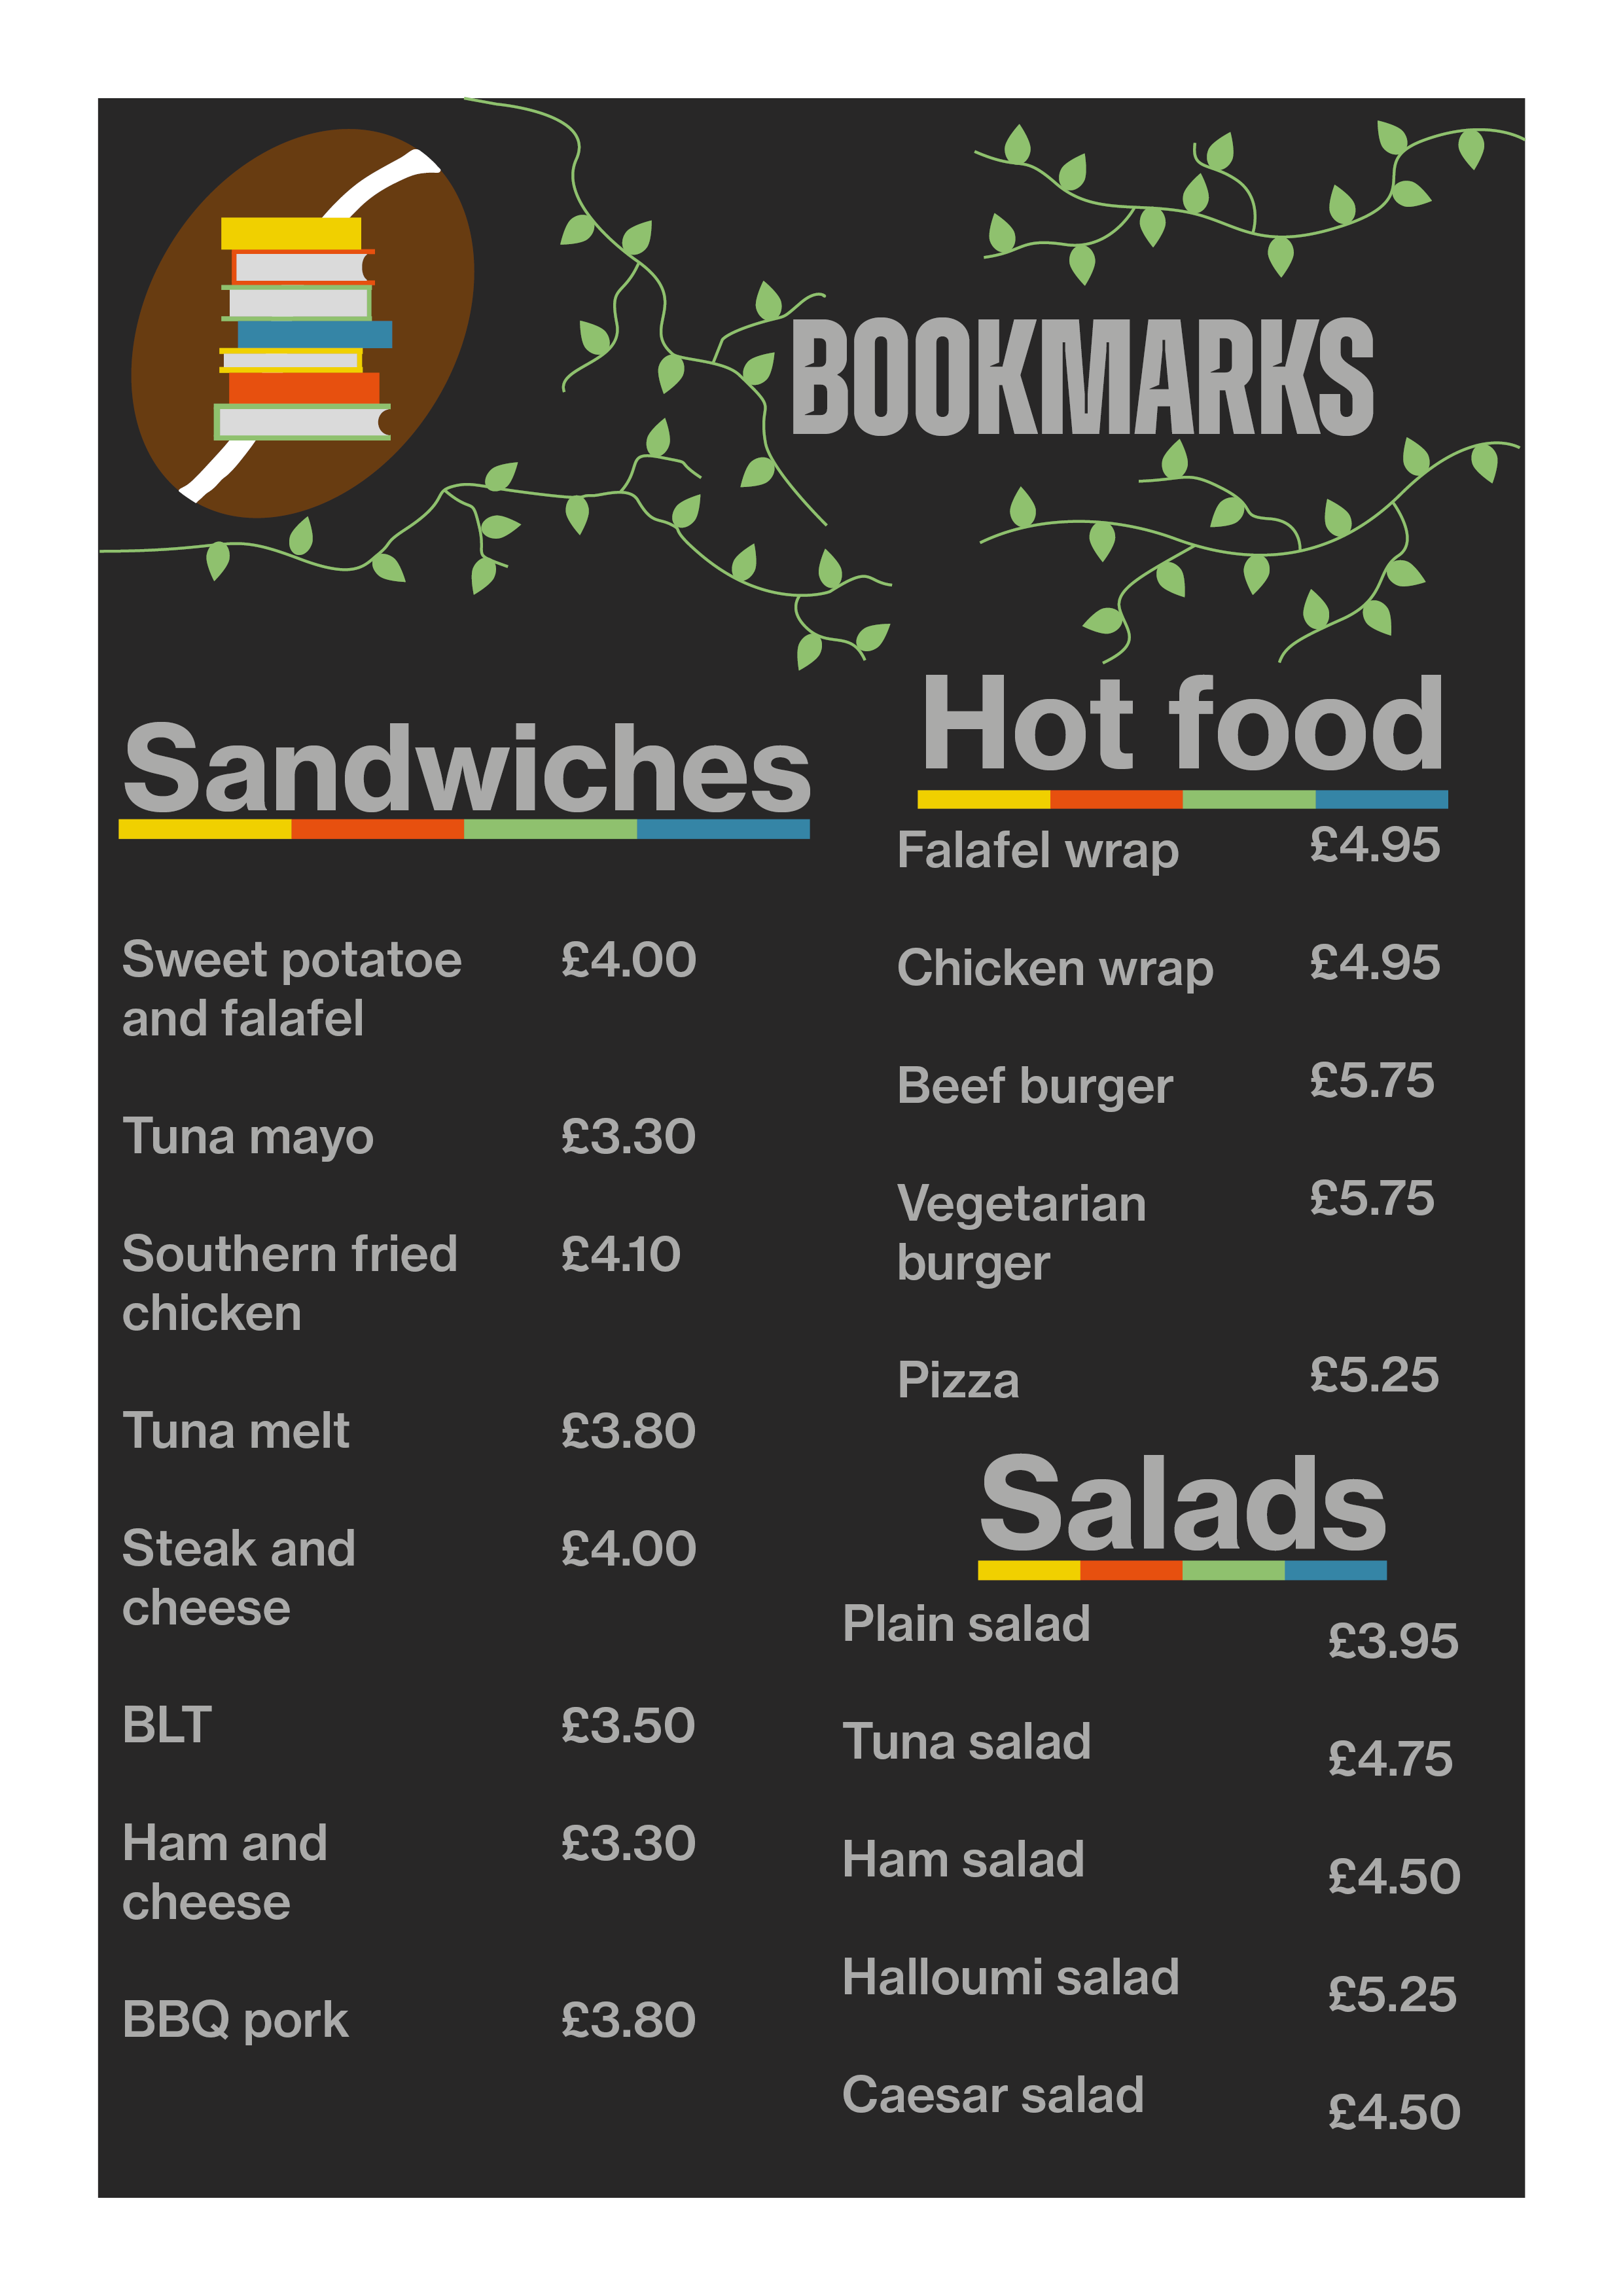 BOOKMARKS
Sandwiches
Sweet potatoe £4.00
and falafel
Tuna mayo £3.30
Southern fried £4.10
chicken
Tuna melt £3.80
Steak and £4.00
cheese
BLT £3.50
Ham and £3.30
cheese
BBQ pork £3.80
Hot food
Falafel wrap £4.95
Chicken wrap £4.95
Beef burger £5.75
Vegetarian £5.75
burger
Pizza £5.25
Salads
Plain salad £3.95
Tuna salad £4.75
Ham salad £4.50
Halloumi salad £5.25
Caesar salad £4.50